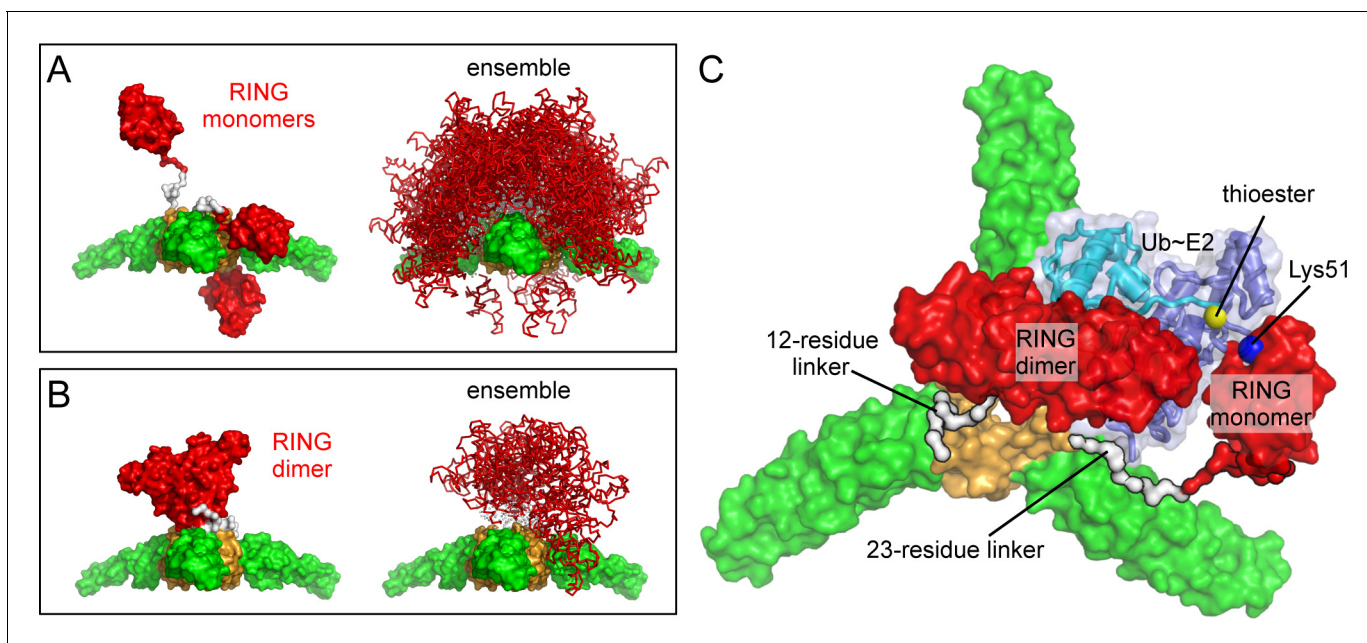 A
RING
monomers
ensemble
B
RING
dimer
ensemble
C
thioester
Ub~E2
Lys51
12-residue
linker
RING
dimer
RING
monomer
23-residue linker